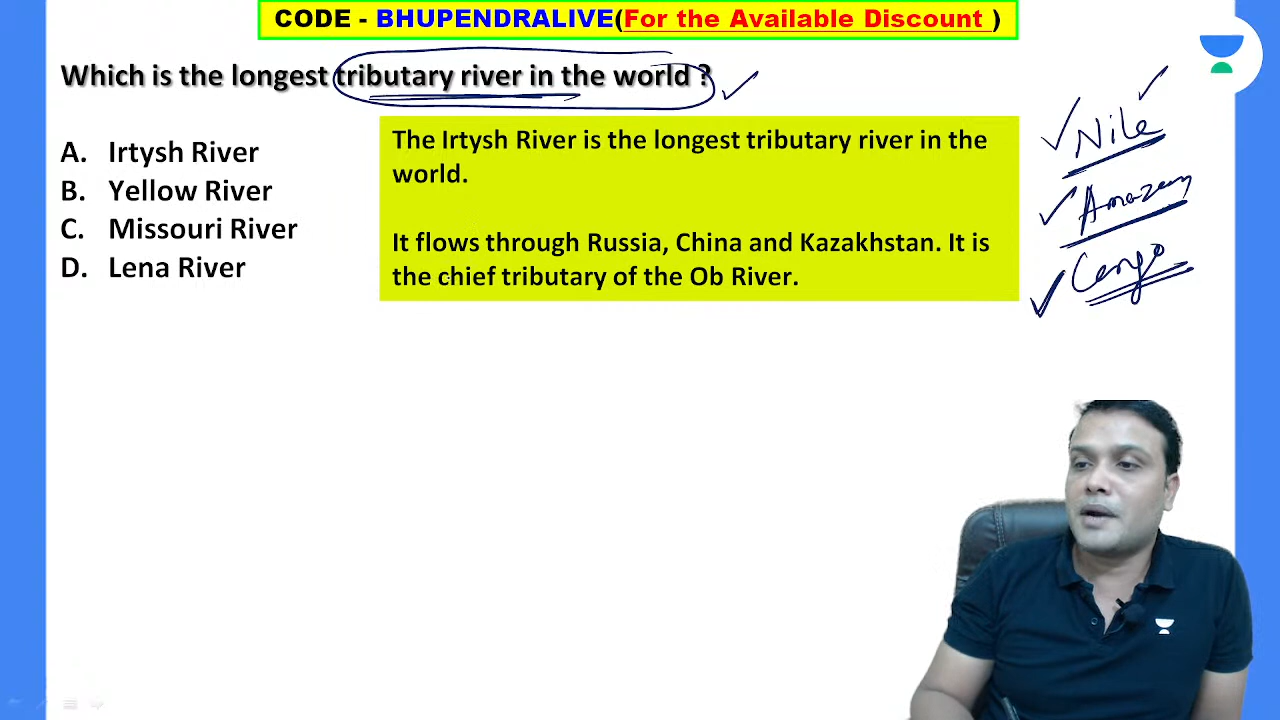 CODE - BHUPENDRALIVE(For the Available Discount )
Which is the longest tributary river in the world ?
A. Irtysh River
B. Yellow River
C. Missouri River
D. Lena River
The Irtysh River is the longest tributary river in the
world.
It flows through Russia, China and Kazakhstan. It is
the chief tributary of the Ob River.
Nile
Amazon
Congo